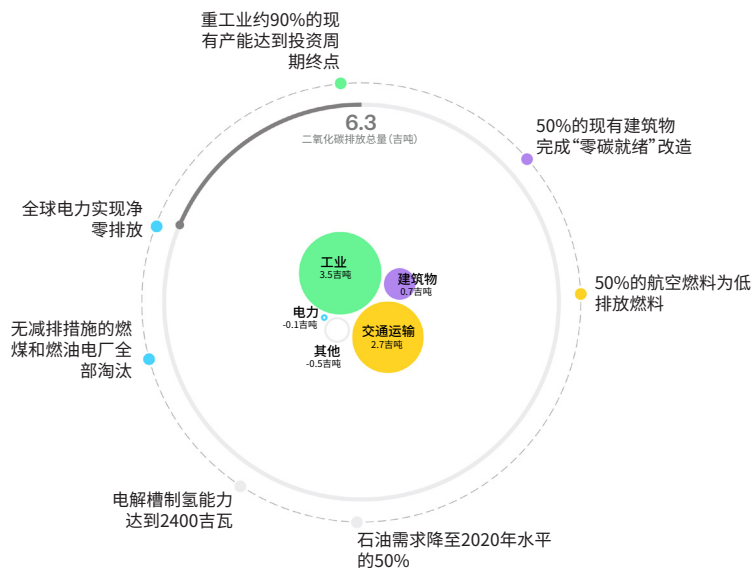 重工业约90%的现
有产能达到投资周
期终点
6.3
二氧化碳排放总量（吉吨）
50%的现有建筑物
完成“零碳就绪”改造
全球电力实现净
零排放
工业
3.5吉吨
建筑物
0.7吉吨
50%的航空燃料为低
排放燃料
电力
-0.1吉吨
交通运输
2.7吉吨
其他
-0.5吉吨
无减排措施的燃
煤和燃油电厂全
部淘汰
电解槽制氢能力
达到2400吉瓦
石油需求降至2020年水平
的50%